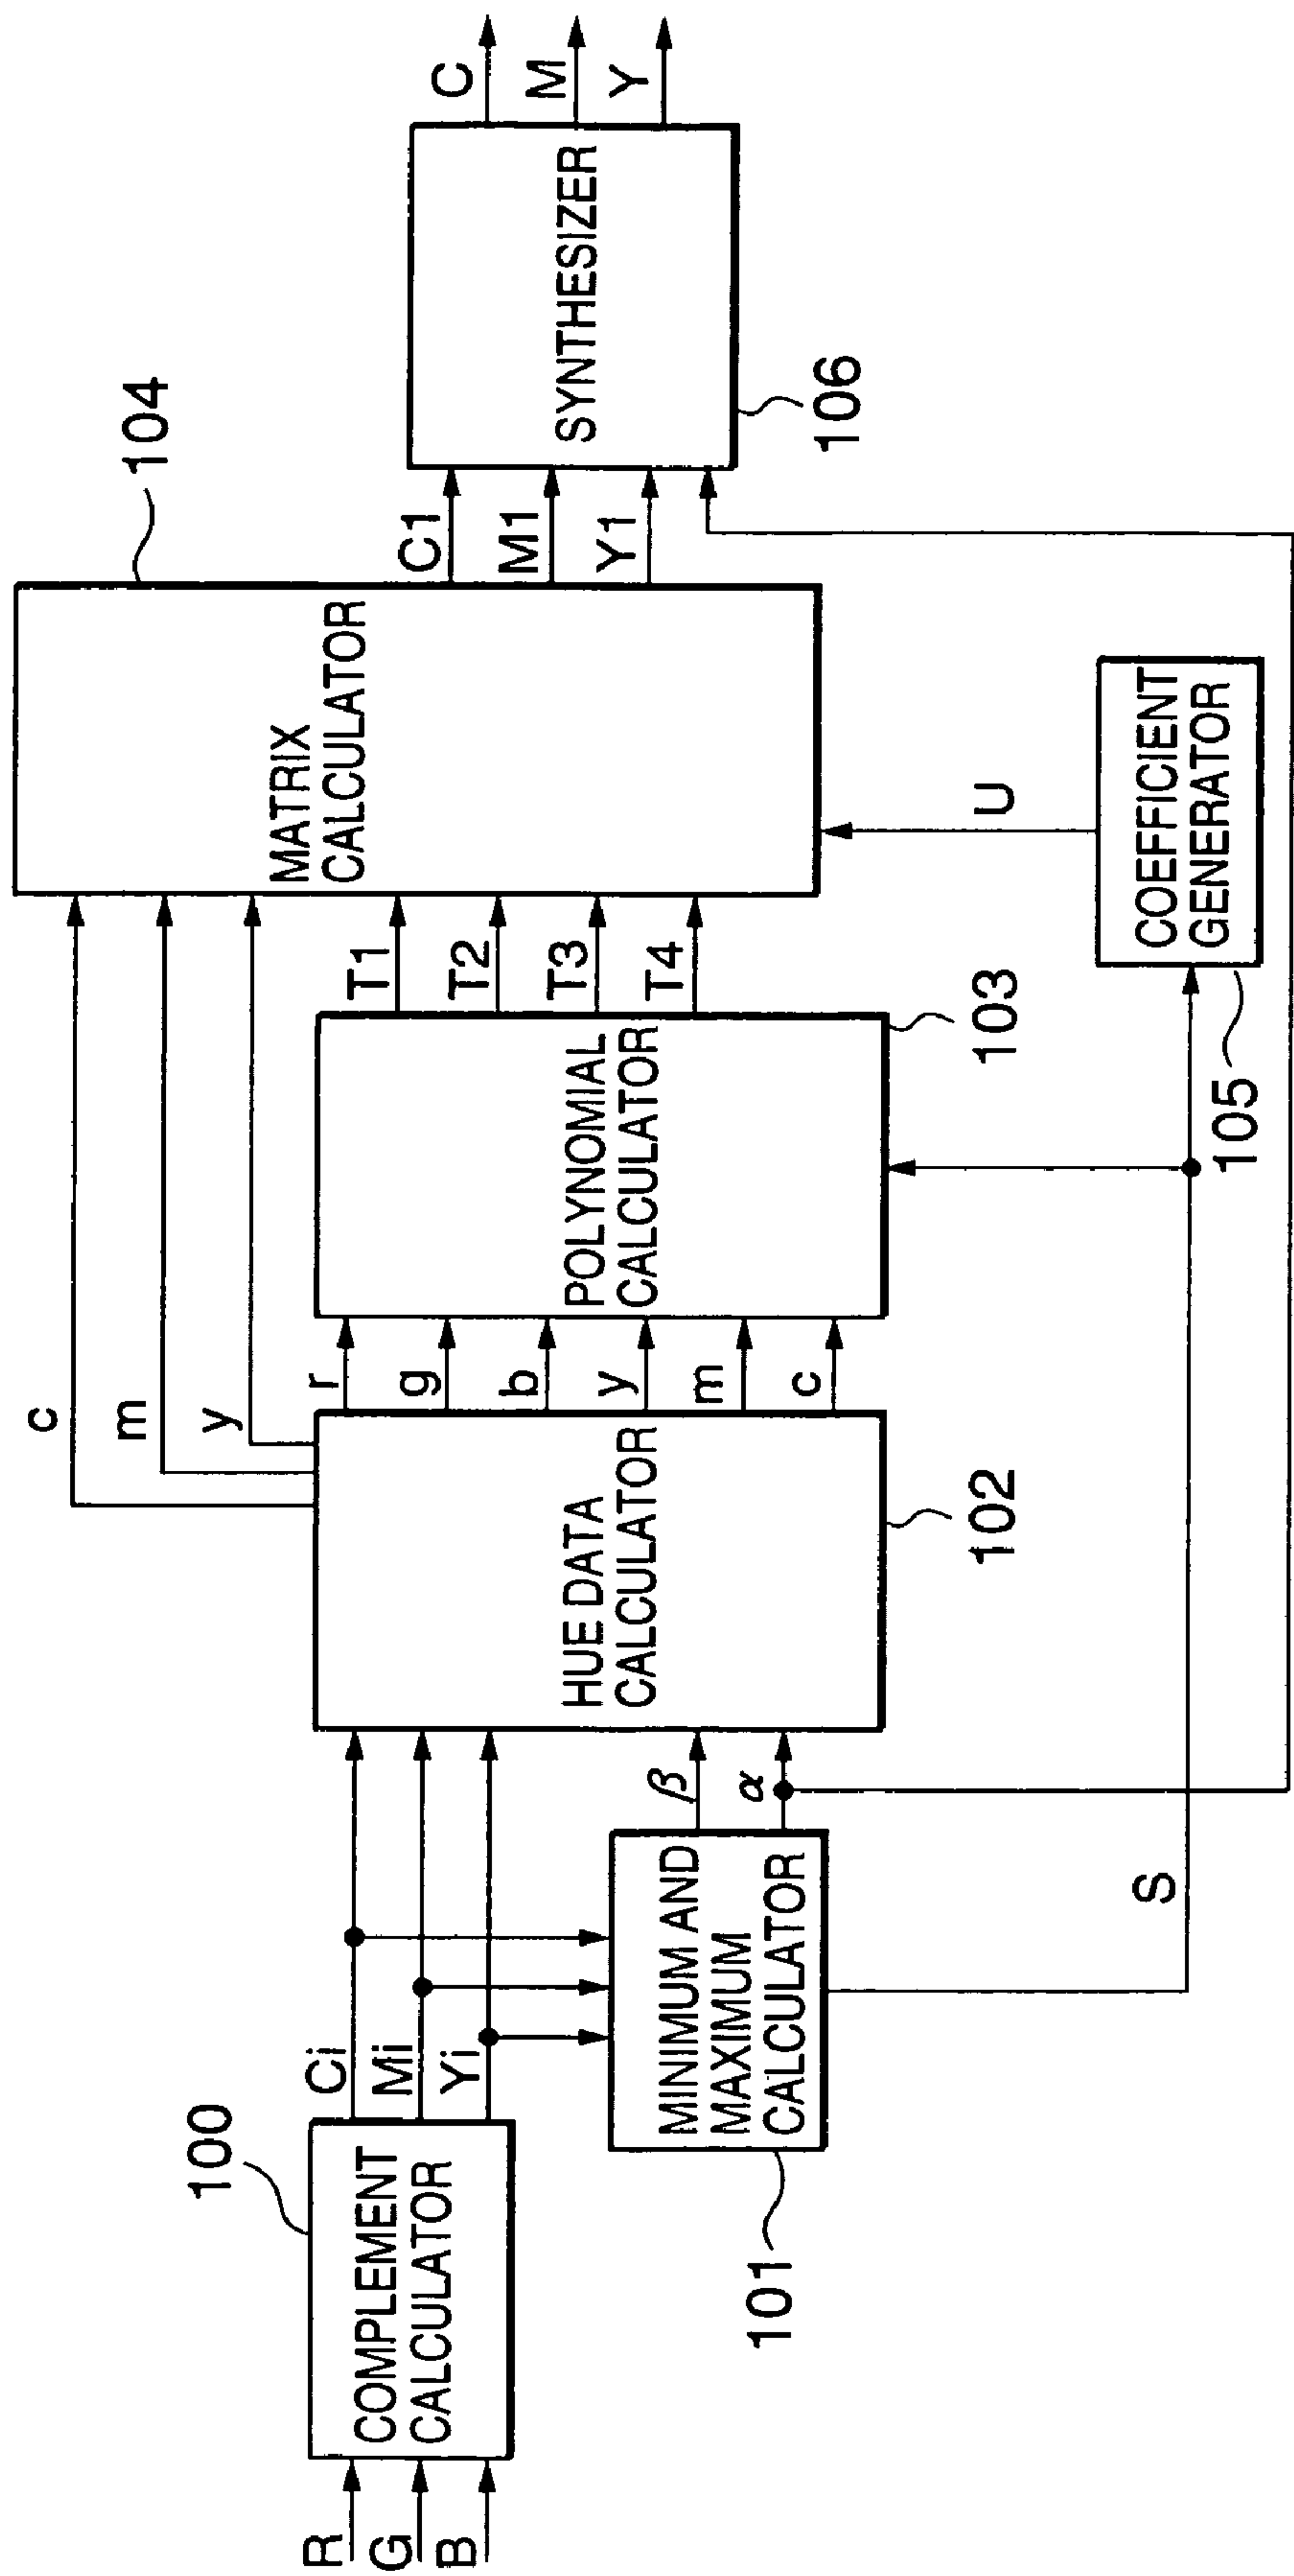 R
G
B
100
COMPLEMENT
CALCULATOR
Ci
Mi
Yi
101
MINIMUM AND
MAXIMUM
CALCULATOR
β
α
S
HUE DATA
CALCULATOR
102
c
m
y
r
g
b
y
m
c
POLYNOMIAL
CALCULATOR
103
T1
T2
T3
T4
MATRIX
CALCULATOR
104
U
COEFFICIENT
GENERATOR
105
C1
M1
Y1
SYNTHESIZER
106
C
M
Y